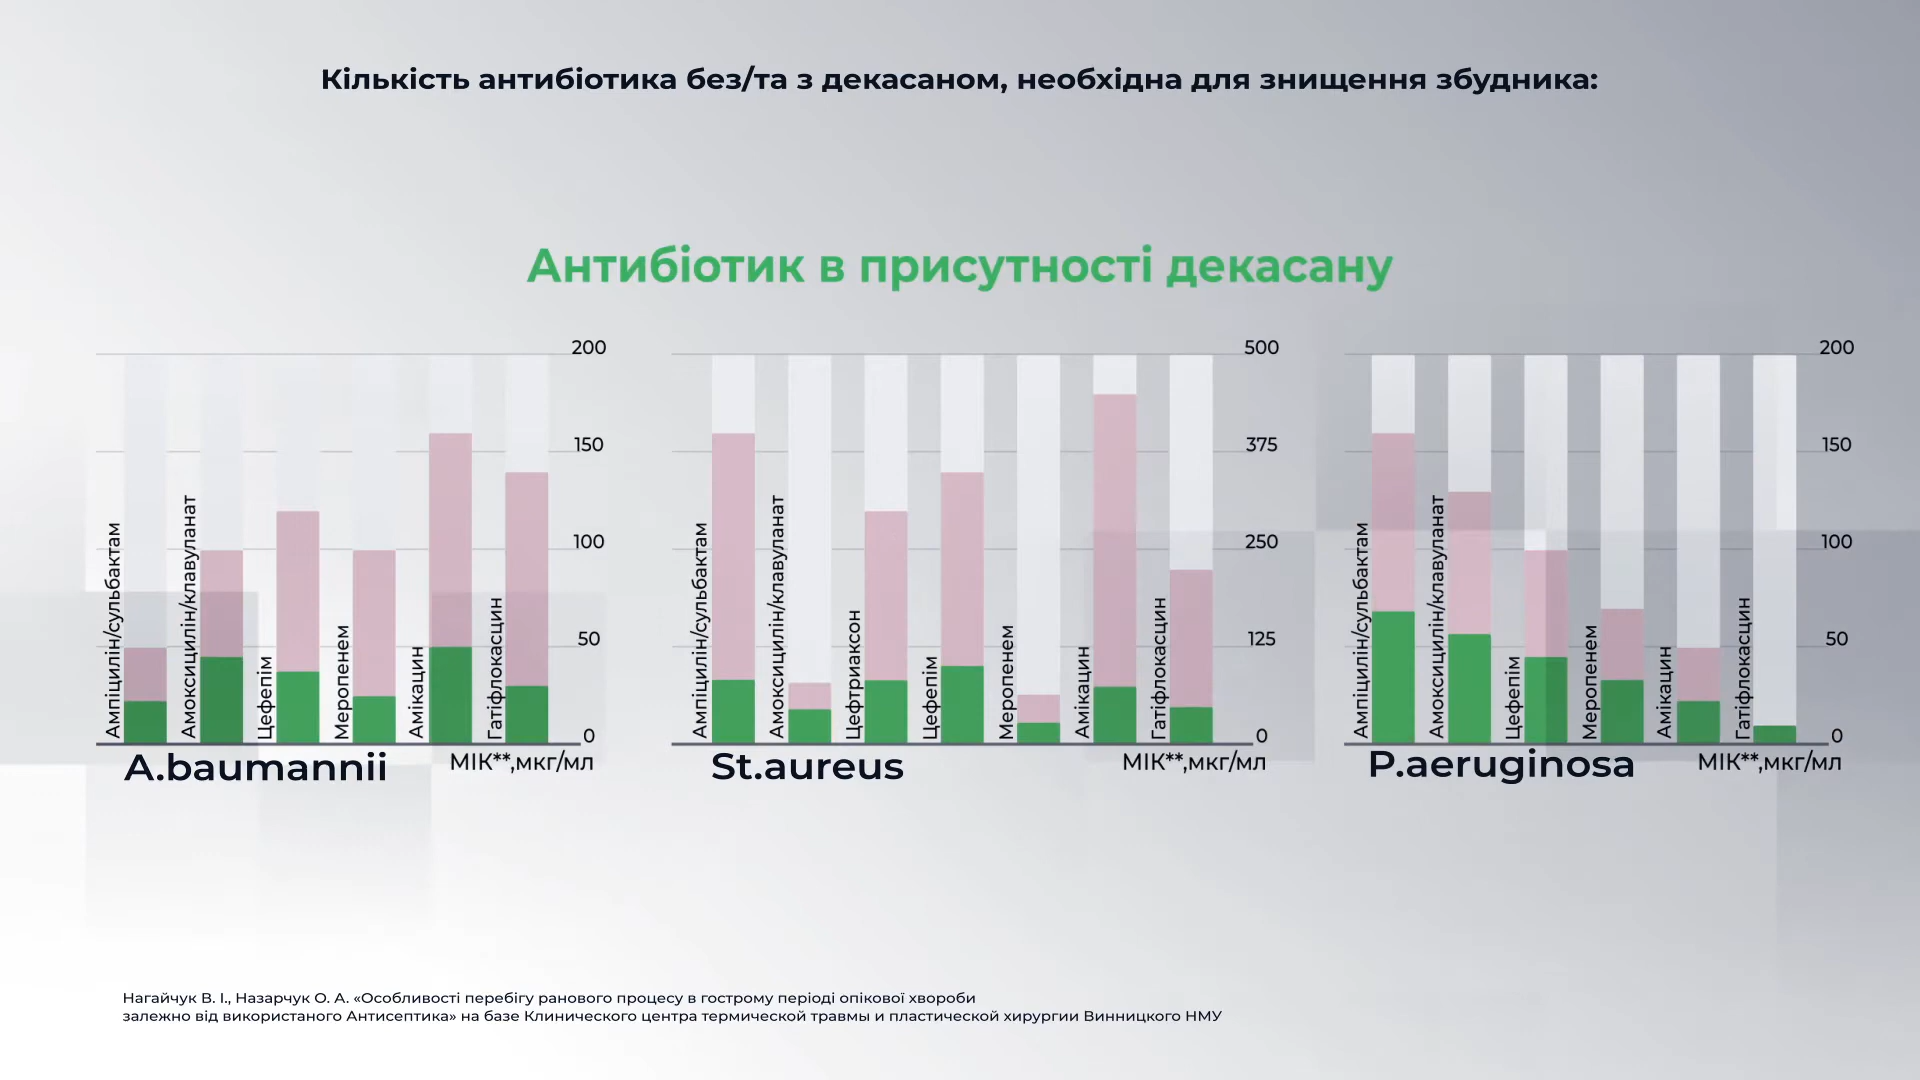 Кількість антибіотика без/та з декасаном, необхідна для знищення збудника:
Антибіотик в присутності декасану
200
150
100
50
0
Ампіцилін/сульбактам
Амоксицилін/клавуланат
Цефепім
Меропенем
Амікацин
Гатіфлокасцин
A.baumannii
МІК**,мкг/мл
500
375
250
125
0
Ампіцилін/сульбактам
Амоксицилін/клавуланат
Цефтриаксон
Цефепім
Меропенем
Амікацин
Гатіфлокасцин
St.aureus
МІК**,мкг/мл
200
150
100
50
0
Ампіцилін/сульбактам
Амоксицилін/клавуланат
Цефепім
Меропенем
Амікацин
Гатіфлокасцин
P.aeruginosa
МІК**,мкг/мл
Нагайчук В. І., Назарчук О. А. «Особливості перебігу ранового процесу в гострому періоді опікової хвороби
залежно від використаного Антисептика» на базе Клинического центра термической травмы и пластической хирургии Винницкого НМУ